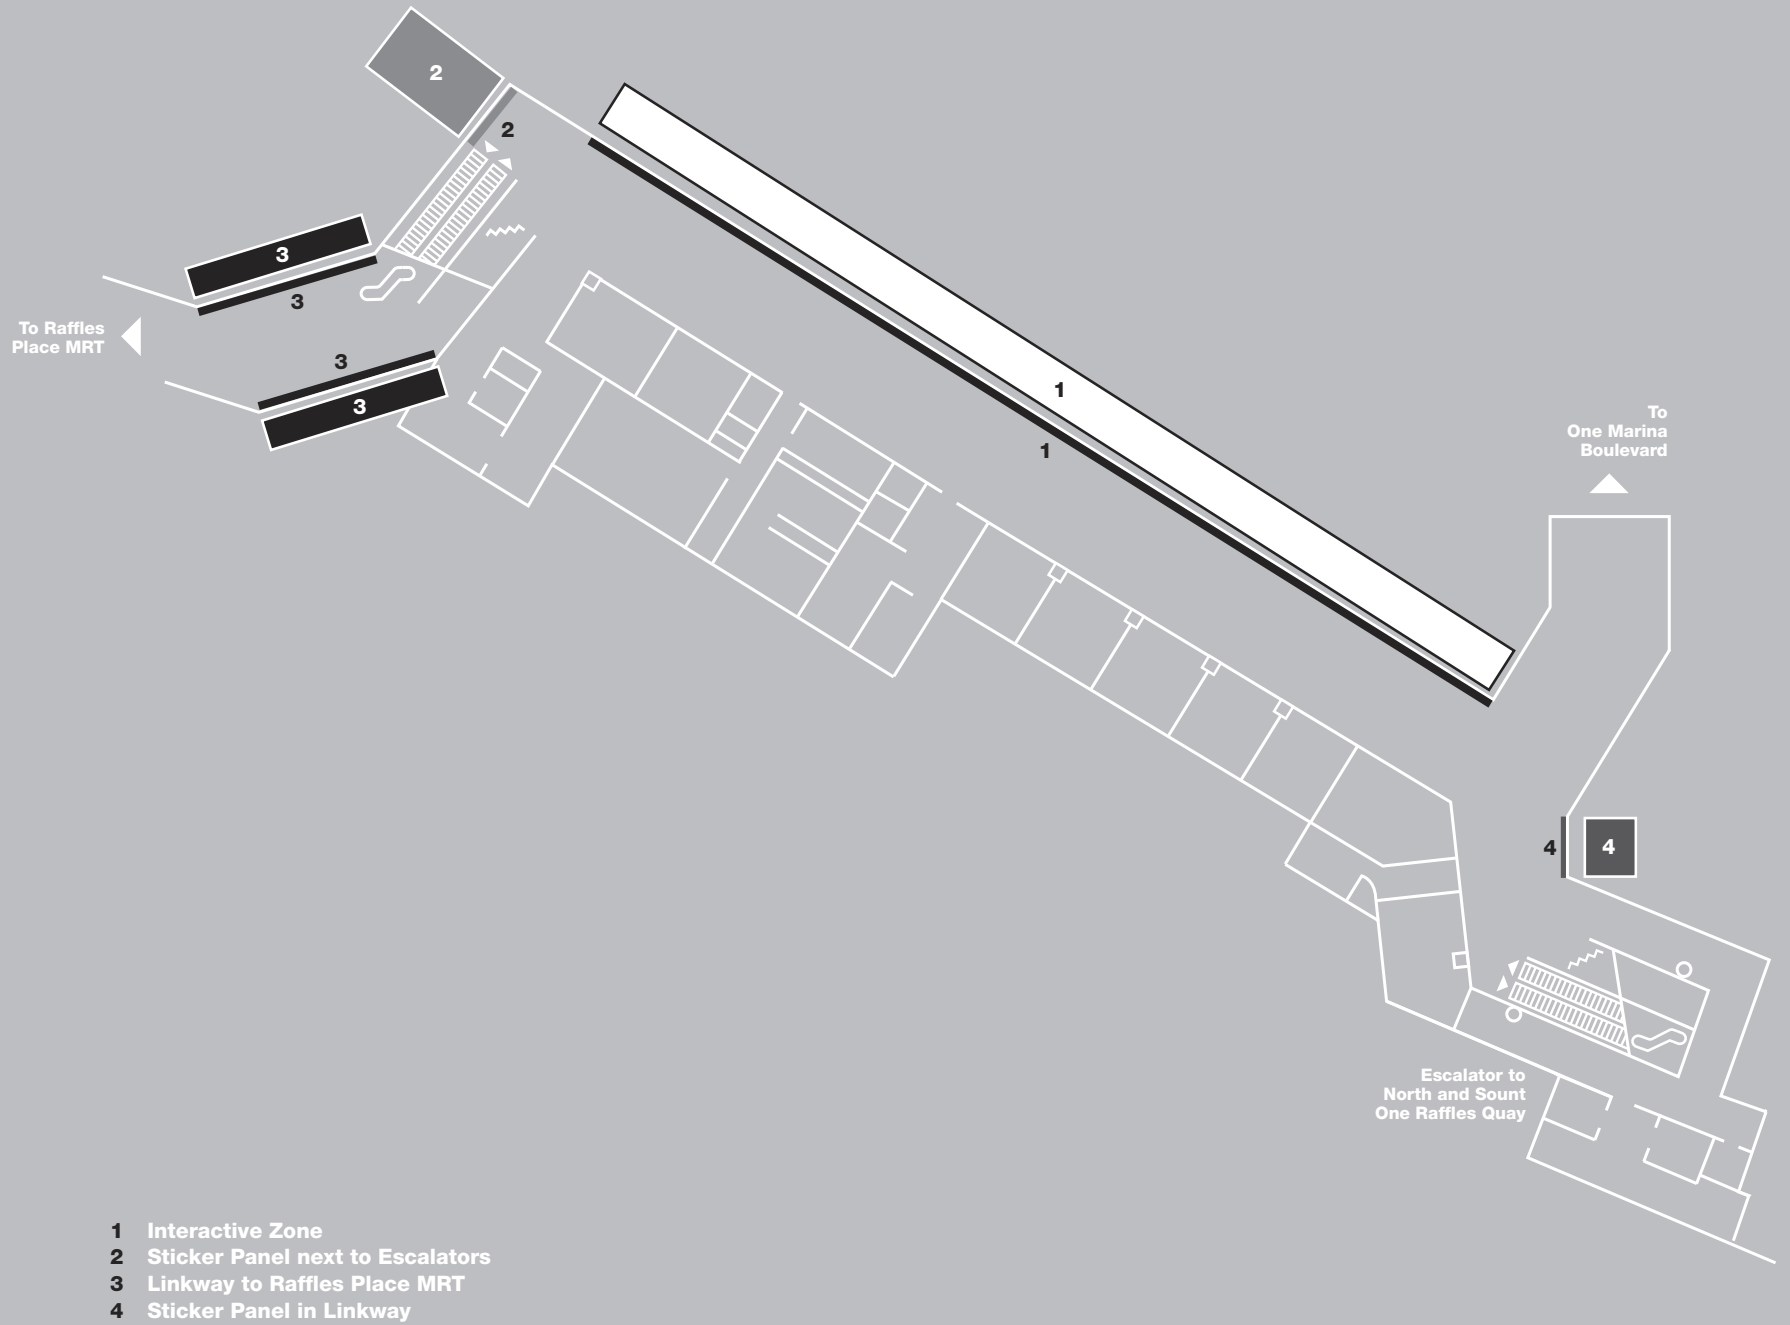 2
2
3
3
To Raffles
Place MRT
3
3
1
1
To
One Marina
Boulevard
4
4
Escalator to
North and Sount
One Raffles Quay
1 Interactive Zone
2 Sticker Panel next to Escalators
3 Linkway to Raffles Place MRT
4 Sticker Panel in Linkway